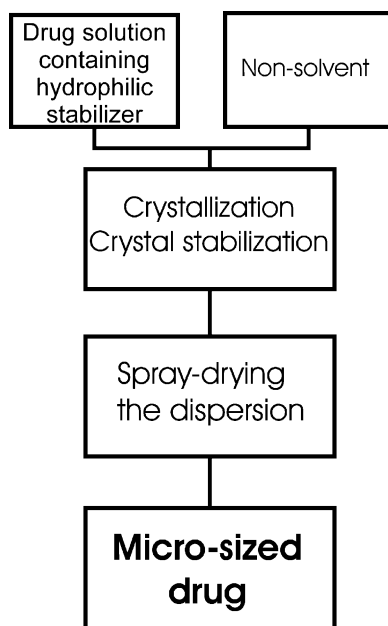 Drug solution
containing
hydrophilic
stabilizer
Non-solvent
Crystallization
Crystal stabilization
Spray-drying
the dispersion
Micro-sized
drug